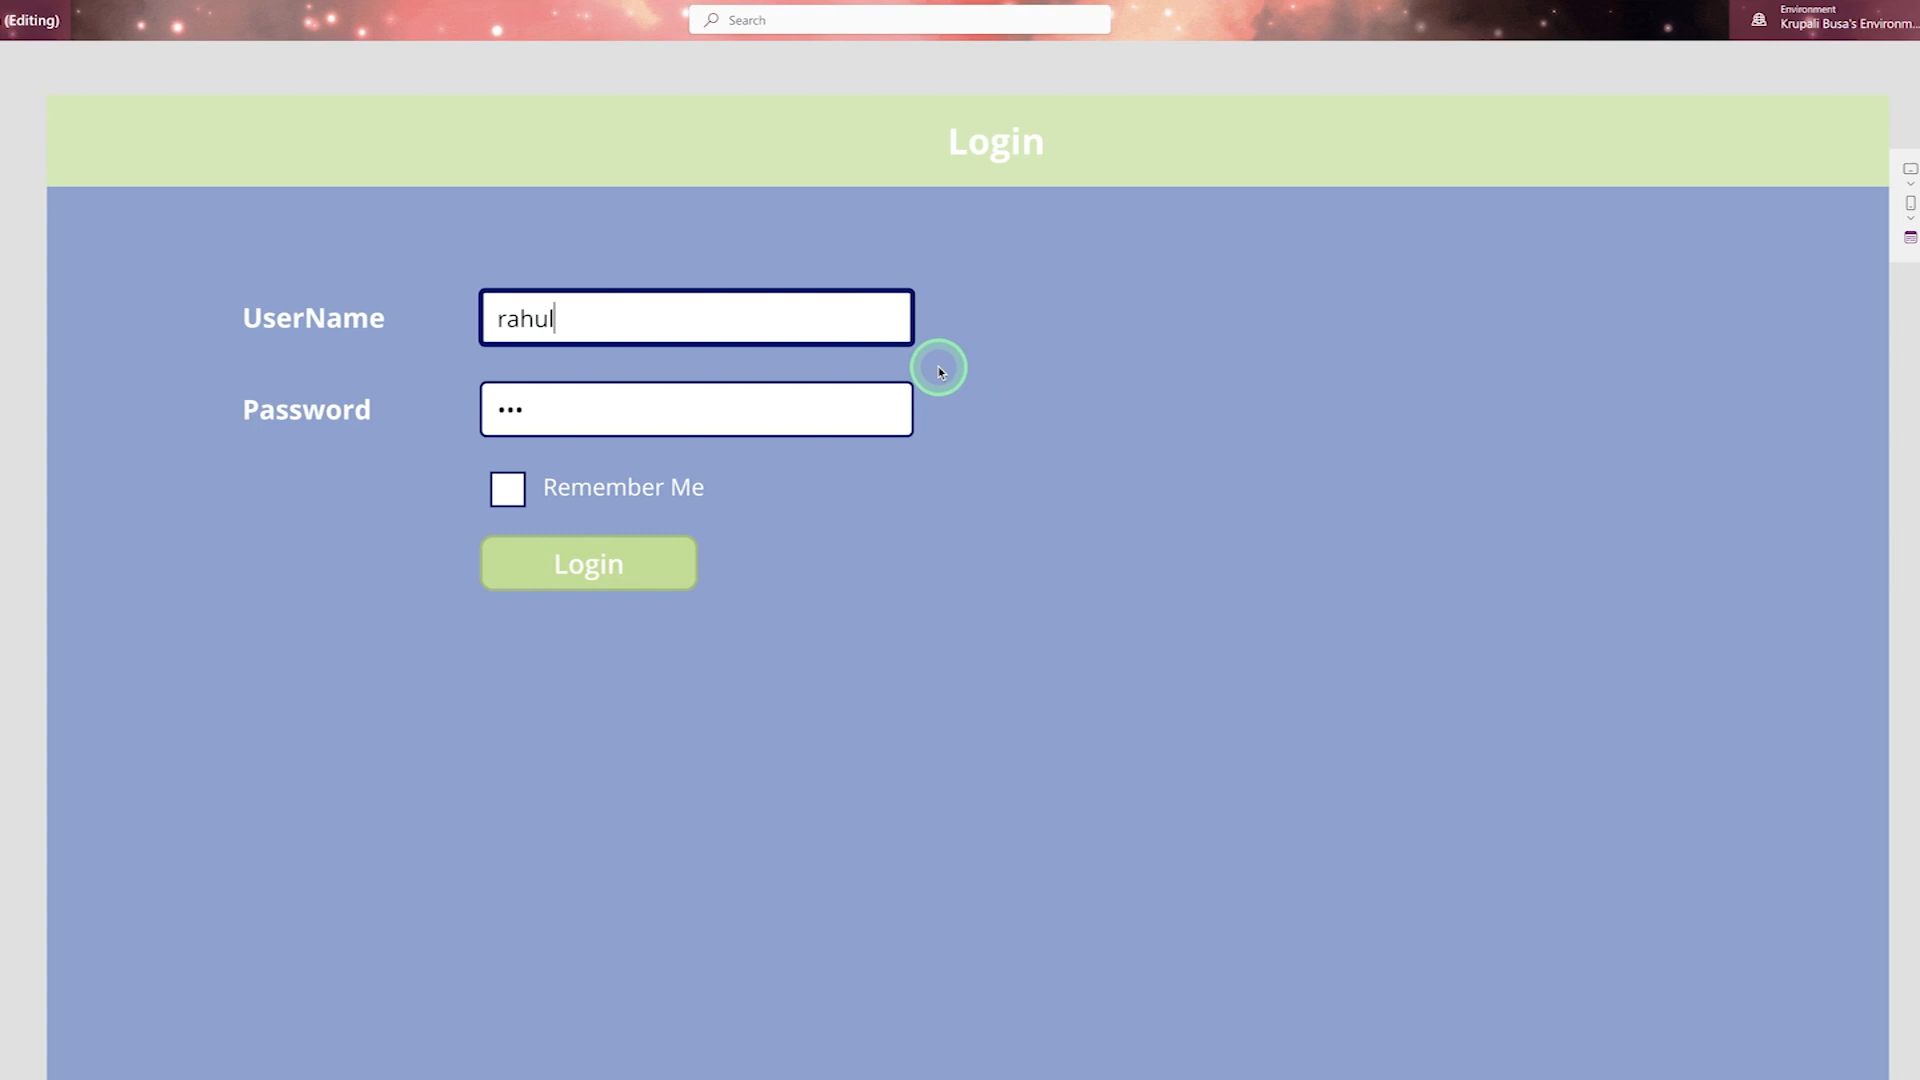 (Editing)
Search
Environment
Krupali Busa's Environm...
Login
UserName
rahul
Password
Remember Me
Login